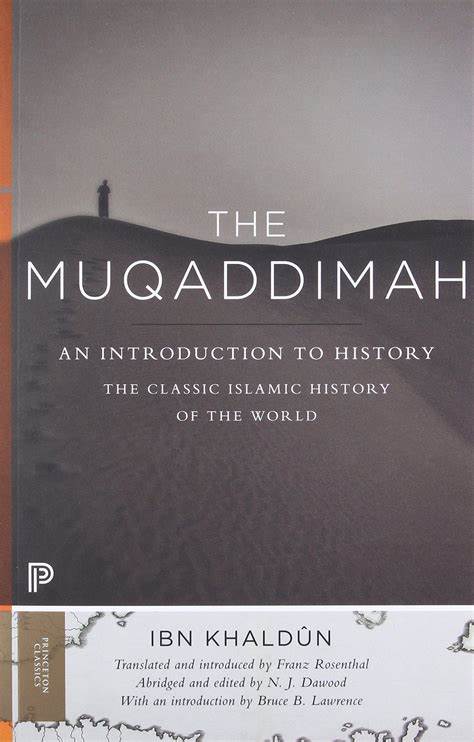 THE
MUQADDIMAH
AN INTRODUCTION TO HISTORY
THE CLASSIC ISLAMIC HISTORY
OF THE WORLD
P
PRINCETON
CLASSICS
IBN KHALDÛN
Translated and introduced by Franz Rosenthal
Abridged and edited by N. J. Dawood
With an introduction by Bruce B. Lawrence